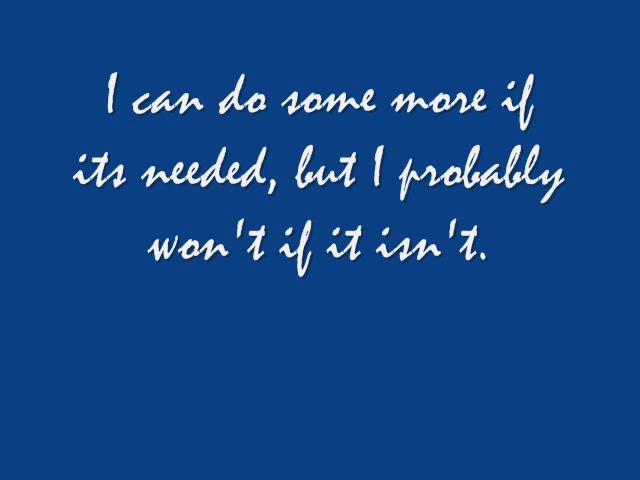 I can do some more if
its needed, but I probably
won't if it isn't.